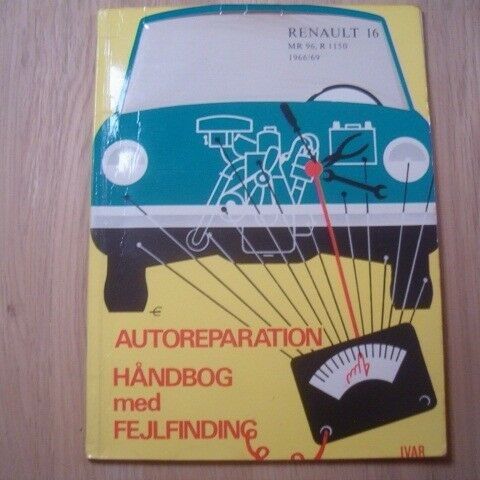 RENAULT 16
MR 96, R 1150
1966/69
AUTOREPARATION
HÅNDBOG
med
FEJLFINDING
IVAR